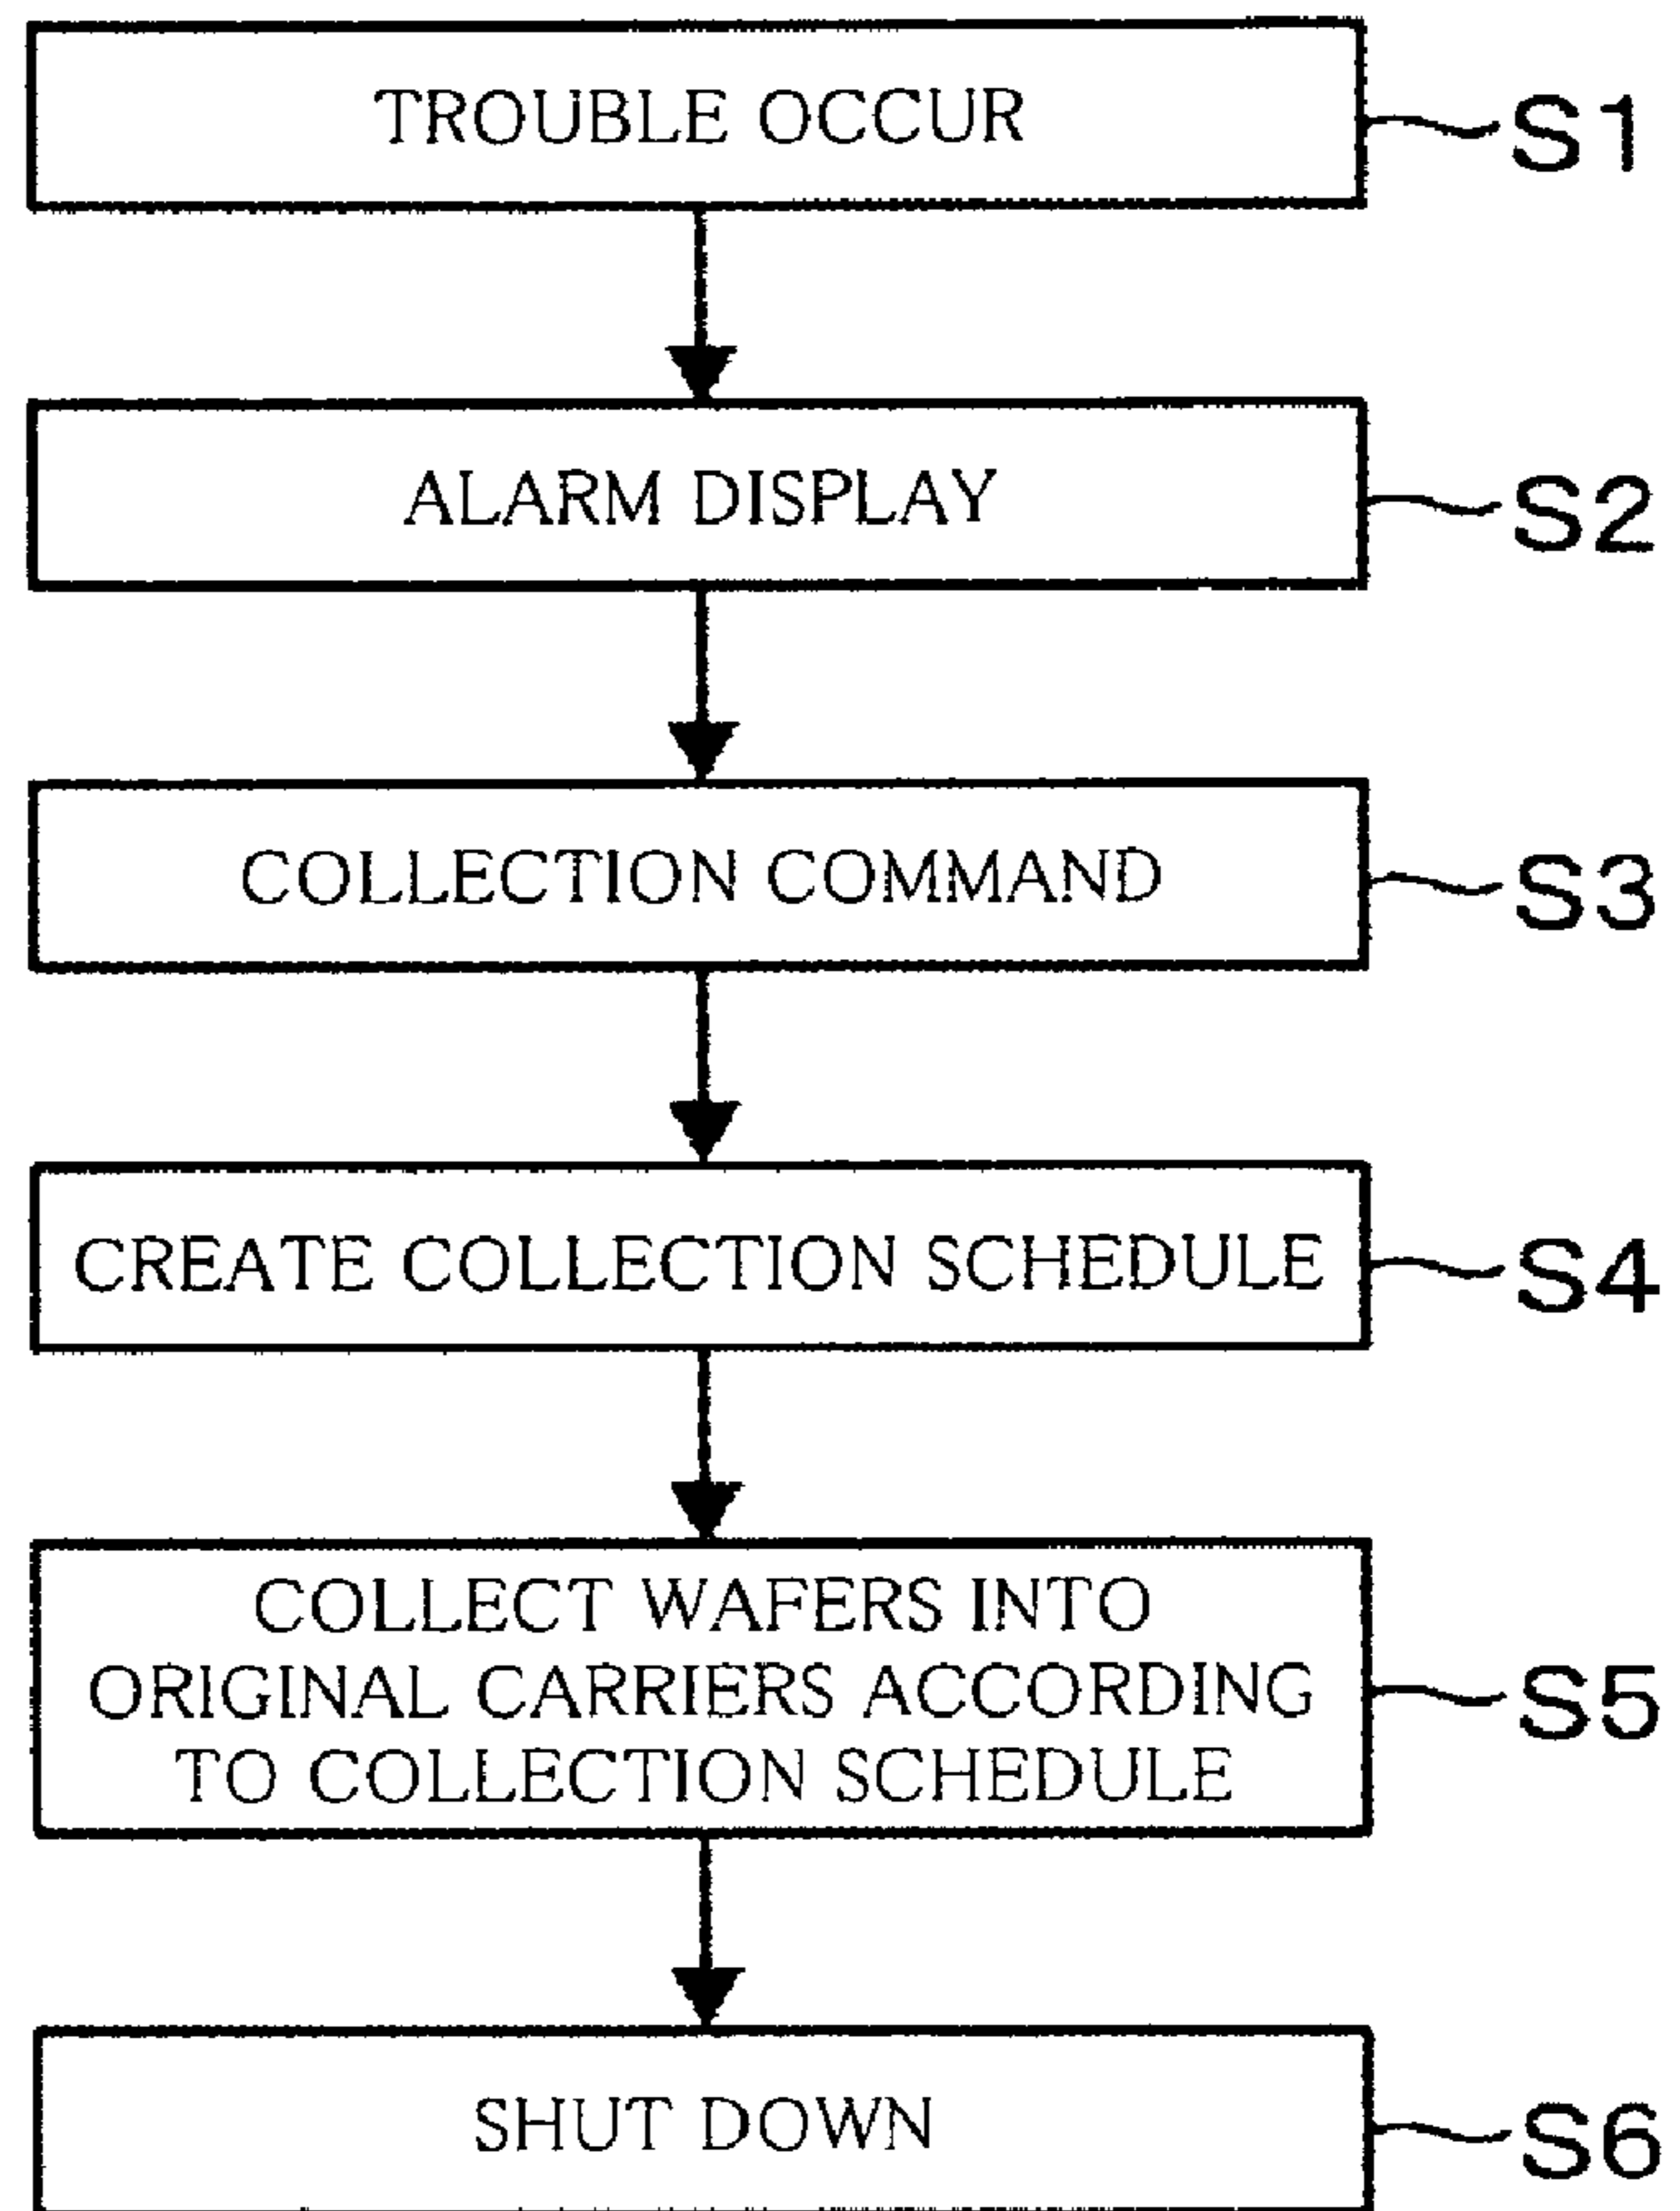 TROUBLE OCCUR
S1
ALARM DISPLAY
S2
COLLECTION COMMAND
S3
CREATE COLLECTION SCHEDULE
S4
COLLECT WAFERS INTO
ORIGINAL CARRIERS ACCORDING
TO COLLECTION SCHEDULE
S5
SHUT DOWN
S6